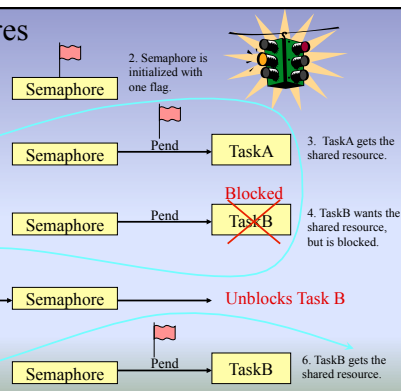 res
2. Semaphore is
initialized with
one flag.
Semaphore
Semaphore
Pend
TaskA
3. TaskA gets the
shared resource.
Blocked
Semaphore
Pend
TaskB
4. TaskB wants the
shared resource,
but is blocked.
Semaphore
Unblocks Task B
Semaphore
Pend
TaskB
6. TaskB gets the
shared resource.